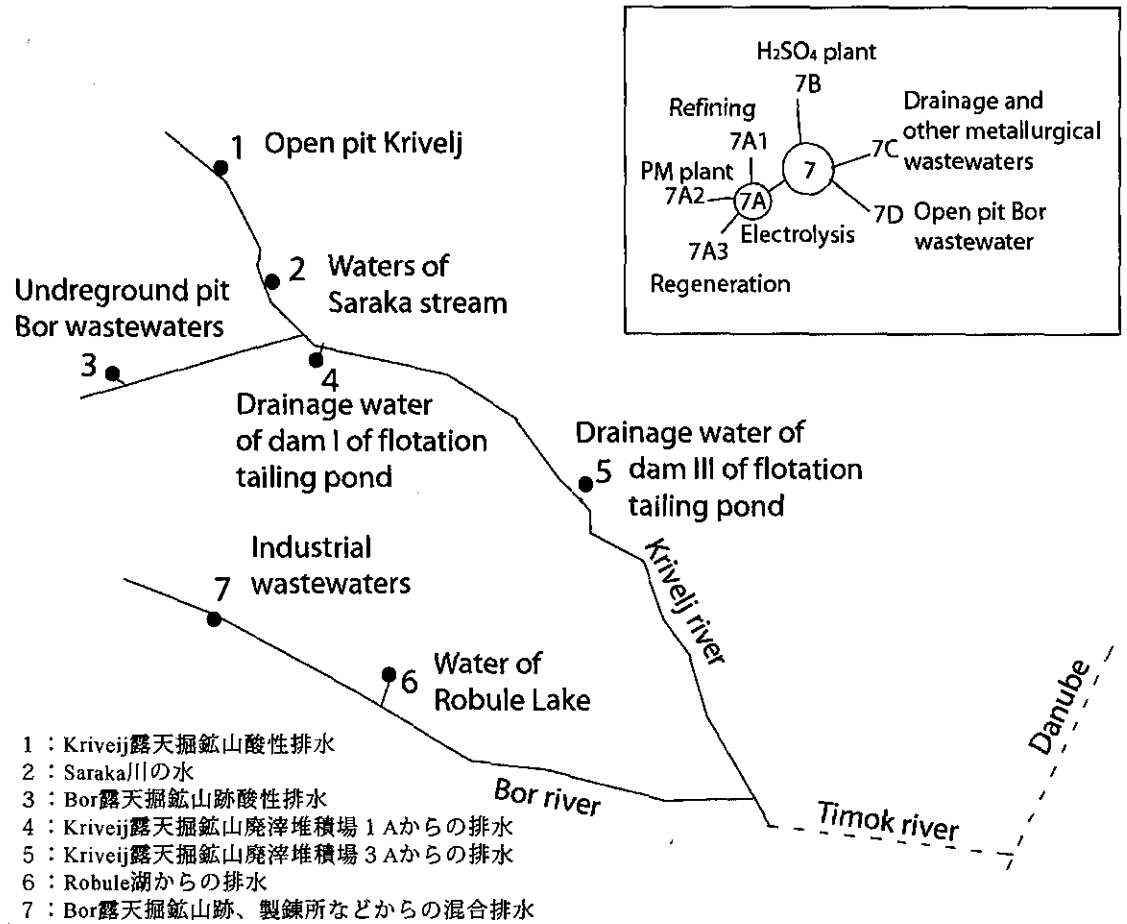 H₂SO₄ plant
7B
Refining
7A1
Drainage and
other metallurgical
wastewaters
7C
7
PM plant
7A2
7A
7D
Open pit Bor
wastewater
Electrolysis
7A3
Regeneration
1 Open pit Krivelj
2 Waters of
Saraka stream
Undreground pit
Bor wastewaters
3
4
Drainage water
of dam I of flotation
tailing pond
Drainage water of
5 dam III of flotation
tailing pond
Industrial
7 wastewaters
Krivelj river
6 Water of
Robule Lake
Danube
Bor river
Timok river
1：Kriveij露天掘鉱山酸性排水
2：Saraka川の水
3：Bor露天掘鉱山跡酸性排水
4：Kriveij露天掘鉱山廃滓堆積場1Aからの排水
5：Kriveij露天掘鉱山廃滓堆積場3Aからの排水
6：Robule湖からの排水
7：Bor露天掘鉱山跡、製錬所などからの混合排水